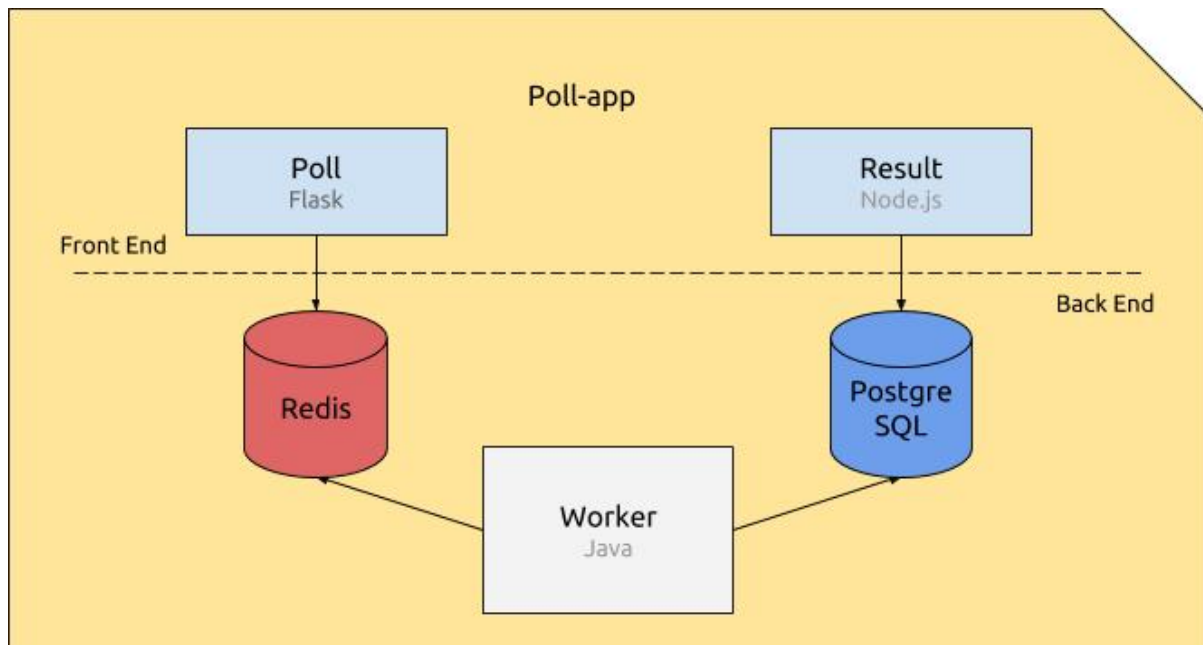 Poll-app
Poll
Flask
Result
Node.js
Front End
Back End
Redis
Postgre
SQL
Worker
Java